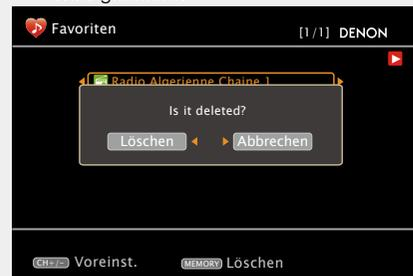 Favoriten [1/1] DENON
Radio Algerienne Chaine 1
Is it deleted?
Löschen Abbrechen
CH+/- Voreinst. MEMORY Löschen